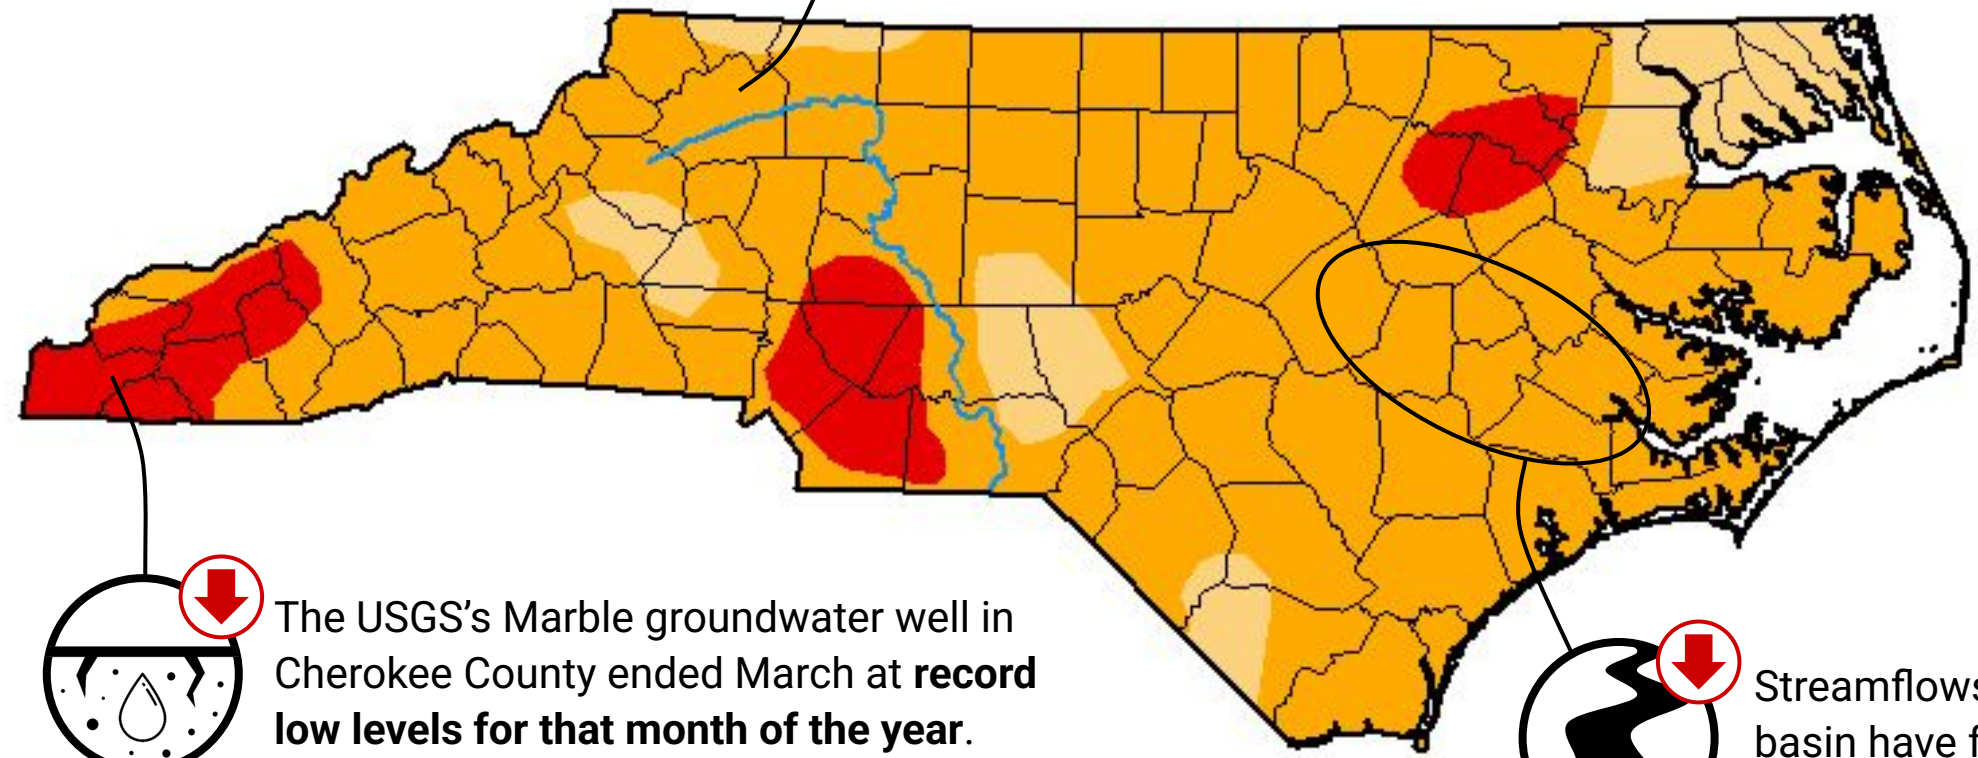 The USGS’s Marble groundwater well in
Cherokee County ended March at record
low levels for that month of the year.
Streamflows
basin have f